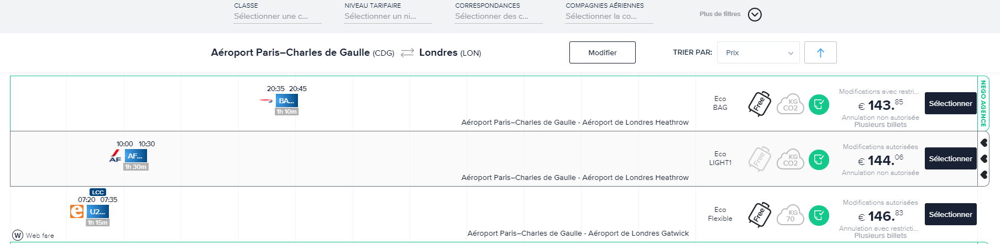 CLASSE NIVEAU TARIFAIRE CORRESPONDANCES COMPAGNIES AÉRIENNES
Sélectionner une c... Sélectionner un ni... Sélectionner des c... Sélectionner la co... Plus de filtres
Aéroport Paris–Charles de Gaulle (CDG) Londres (LON) Modifier TRIER PAR: Prix
20:35 20:45
BA...
1h 10m
Aéroport Paris–Charles de Gaulle - Aéroport de Londres Heathrow
Eco
BAG
Free
KG
CO2
Modifications avec restri...
€ 143.85
Annulation non autorisée
Plusieurs billets
Sélectionner
NEGO AGENCE
10:00 10:30
AF AF...
1h 30m
Aéroport Paris–Charles de Gaulle - Aéroport de Londres Heathrow
Eco
LIGHT1
Free
KG
CO2
Modifications autorisées
€ 144.06
Annulation non autorisée
Sélectionner
LCC
07:20 07:35
e U2...
1h 15m
W Web fare
Aéroport Paris–Charles de Gaulle - Aéroport de Londres Gatwick
Eco
Flexible
Free
KG
70
Modifications autorisées
€ 146.83
Annulation avec restricti...
Plusieurs billets
Sélectionner